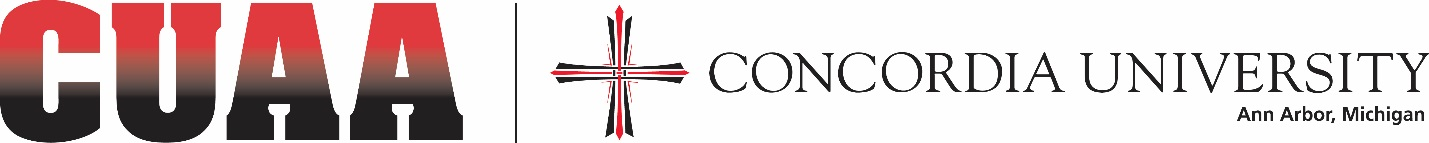 CUAA
CONCORDIA UNIVERSITY
Ann Arbor, Michigan